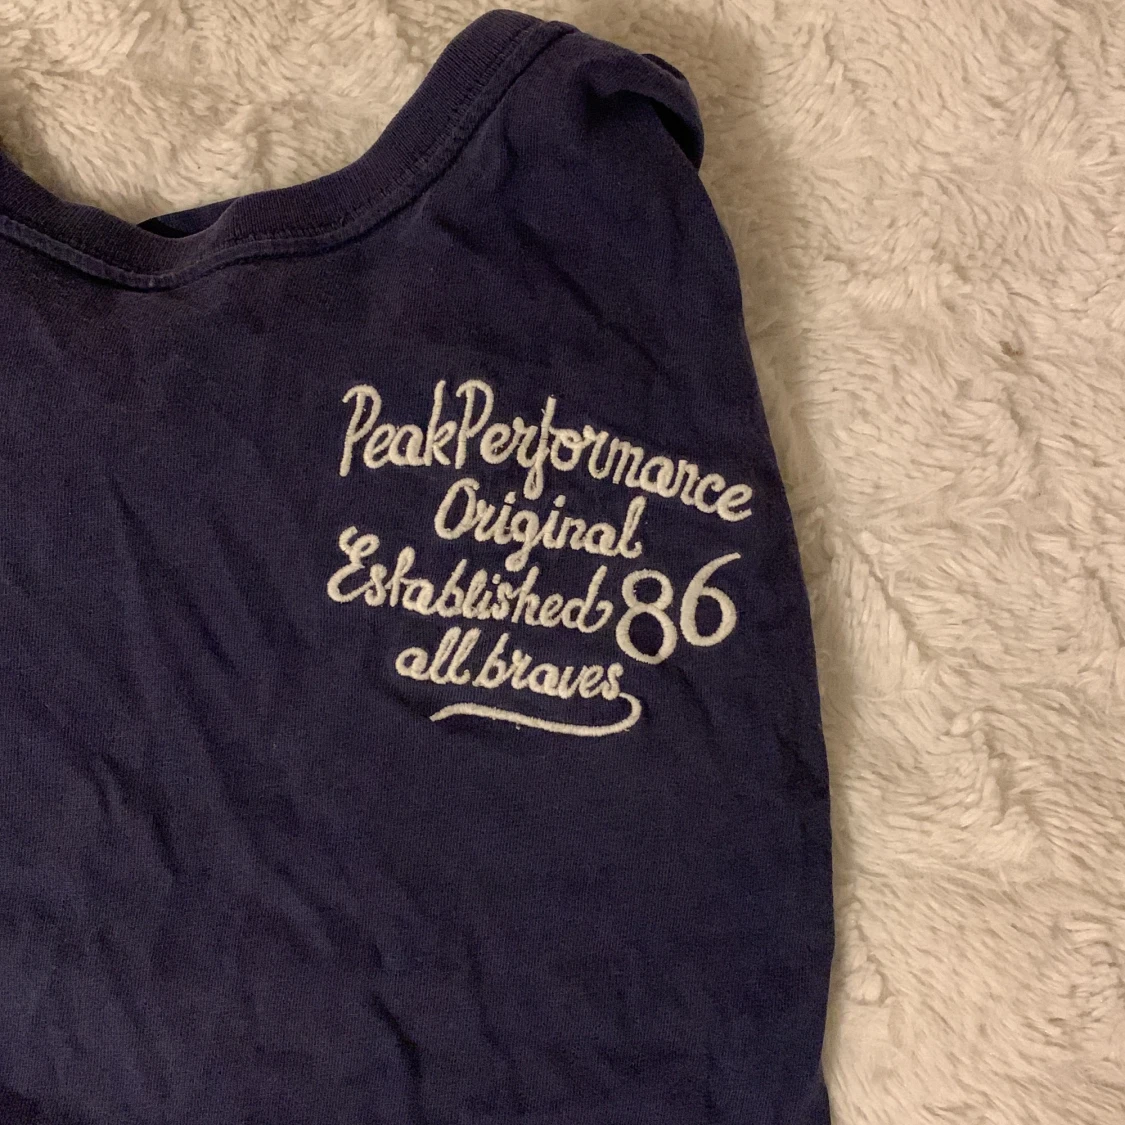 PeakPerformance
Original
Established 86
all braves